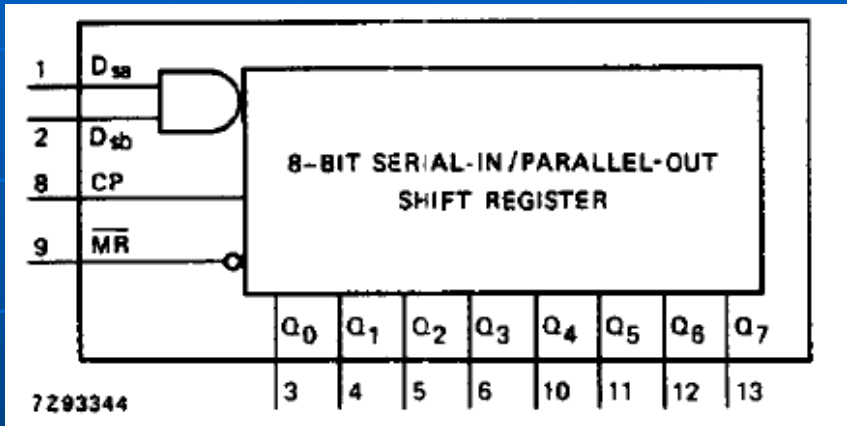 1 Dsa
2 Dsb
8 CP
9 M̅R̅
8-BIT SERIAL-IN/PARALLEL-OUT
SHIFT REGISTER
Q0 Q1 Q2 Q3 Q4 Q5 Q6 Q7
3 4 5 6 10 11 12 13
7Z93344